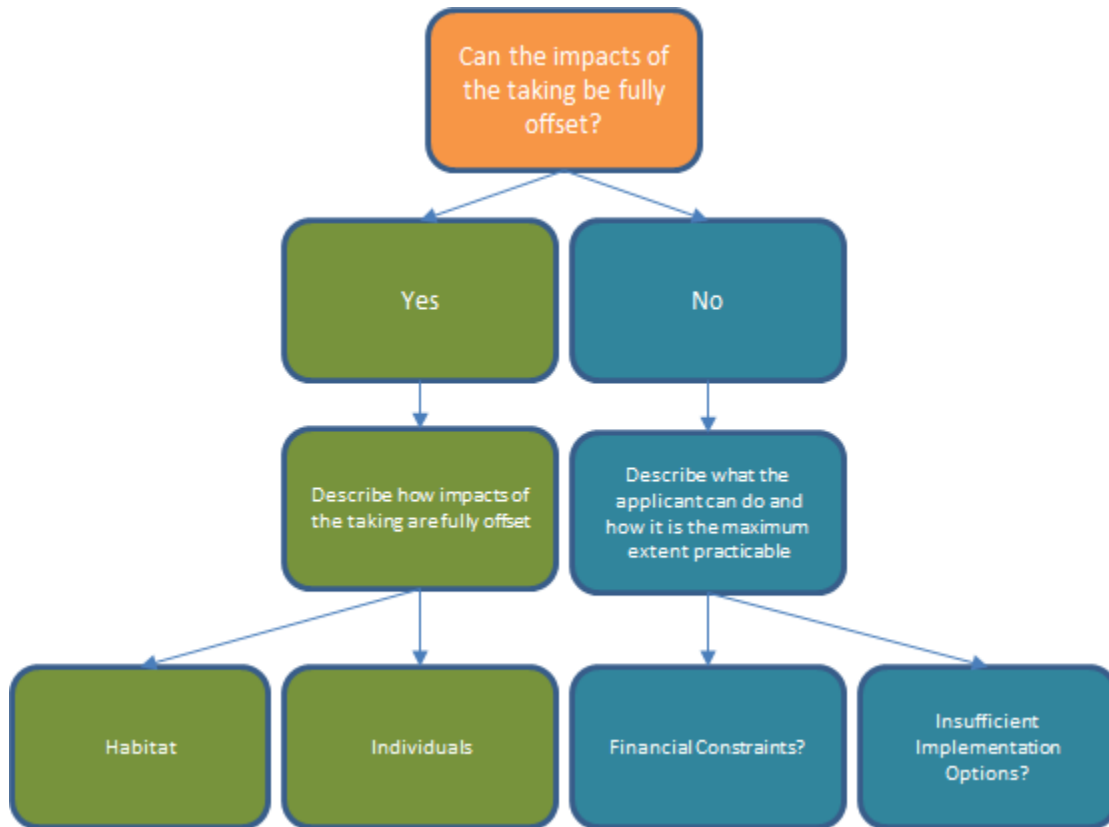 Can the impacts of
the taking be fully
offset?
Yes
No
Describe how impacts of
the taking are fully offset
Describe what the
applicant can do and
how it is the maximum
extent practicable
Habitat
Individuals
Financial Constraints?
Insufficient
Implementation
Options?